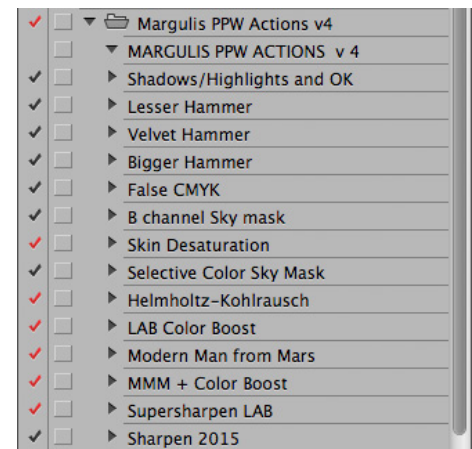 Margulis PPW Actions v4
MARGULIS PPW ACTIONS v 4
Shadows/Highlights and OK
Lesser Hammer
Velvet Hammer
Bigger Hammer
False CMYK
B channel Sky mask
Skin Desaturation
Selective Color Sky Mask
Helmholtz-Kohlrausch
LAB Color Boost
Modern Man from Mars
MMM + Color Boost
Supersharpen LAB
Sharpen 2015